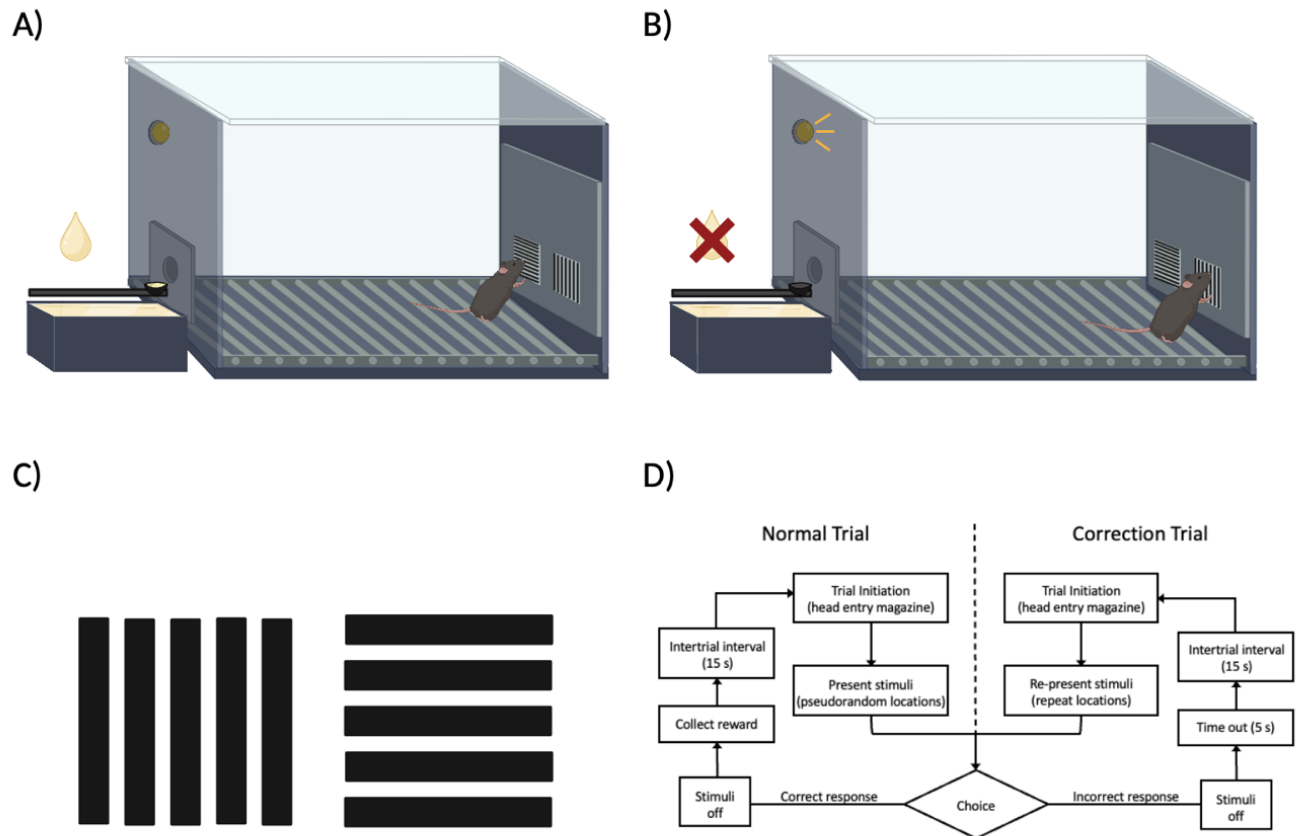 A)
B)
C)
D)
Normal Trial
Correction Trial
Trial Initiation
(head entry magazine)
Trial Initiation
(head entry magazine)
Intertrial interval
(15 s)
Intertrial interval
(15 s)
Present stimuli
(pseudorandom locations)
Re-present stimuli
(repeat locations)
Collect reward
Time out (5 s)
Stimuli
off
Correct response
Choice
Incorrect response
Stimuli
off